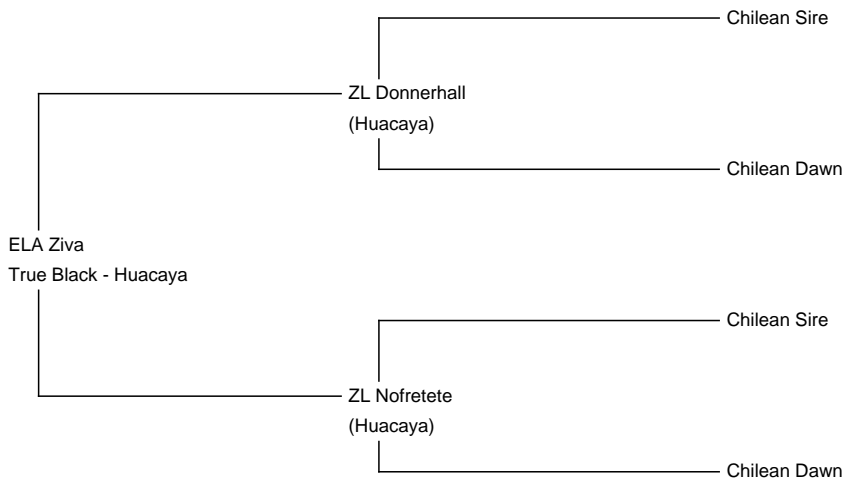 Chilean Sire
ZL Donnerhall
(Huacaya)
Chilean Dawn
ELA Ziva
True Black - Huacaya
Chilean Sire
ZL Nofretete
(Huacaya)
Chilean Dawn